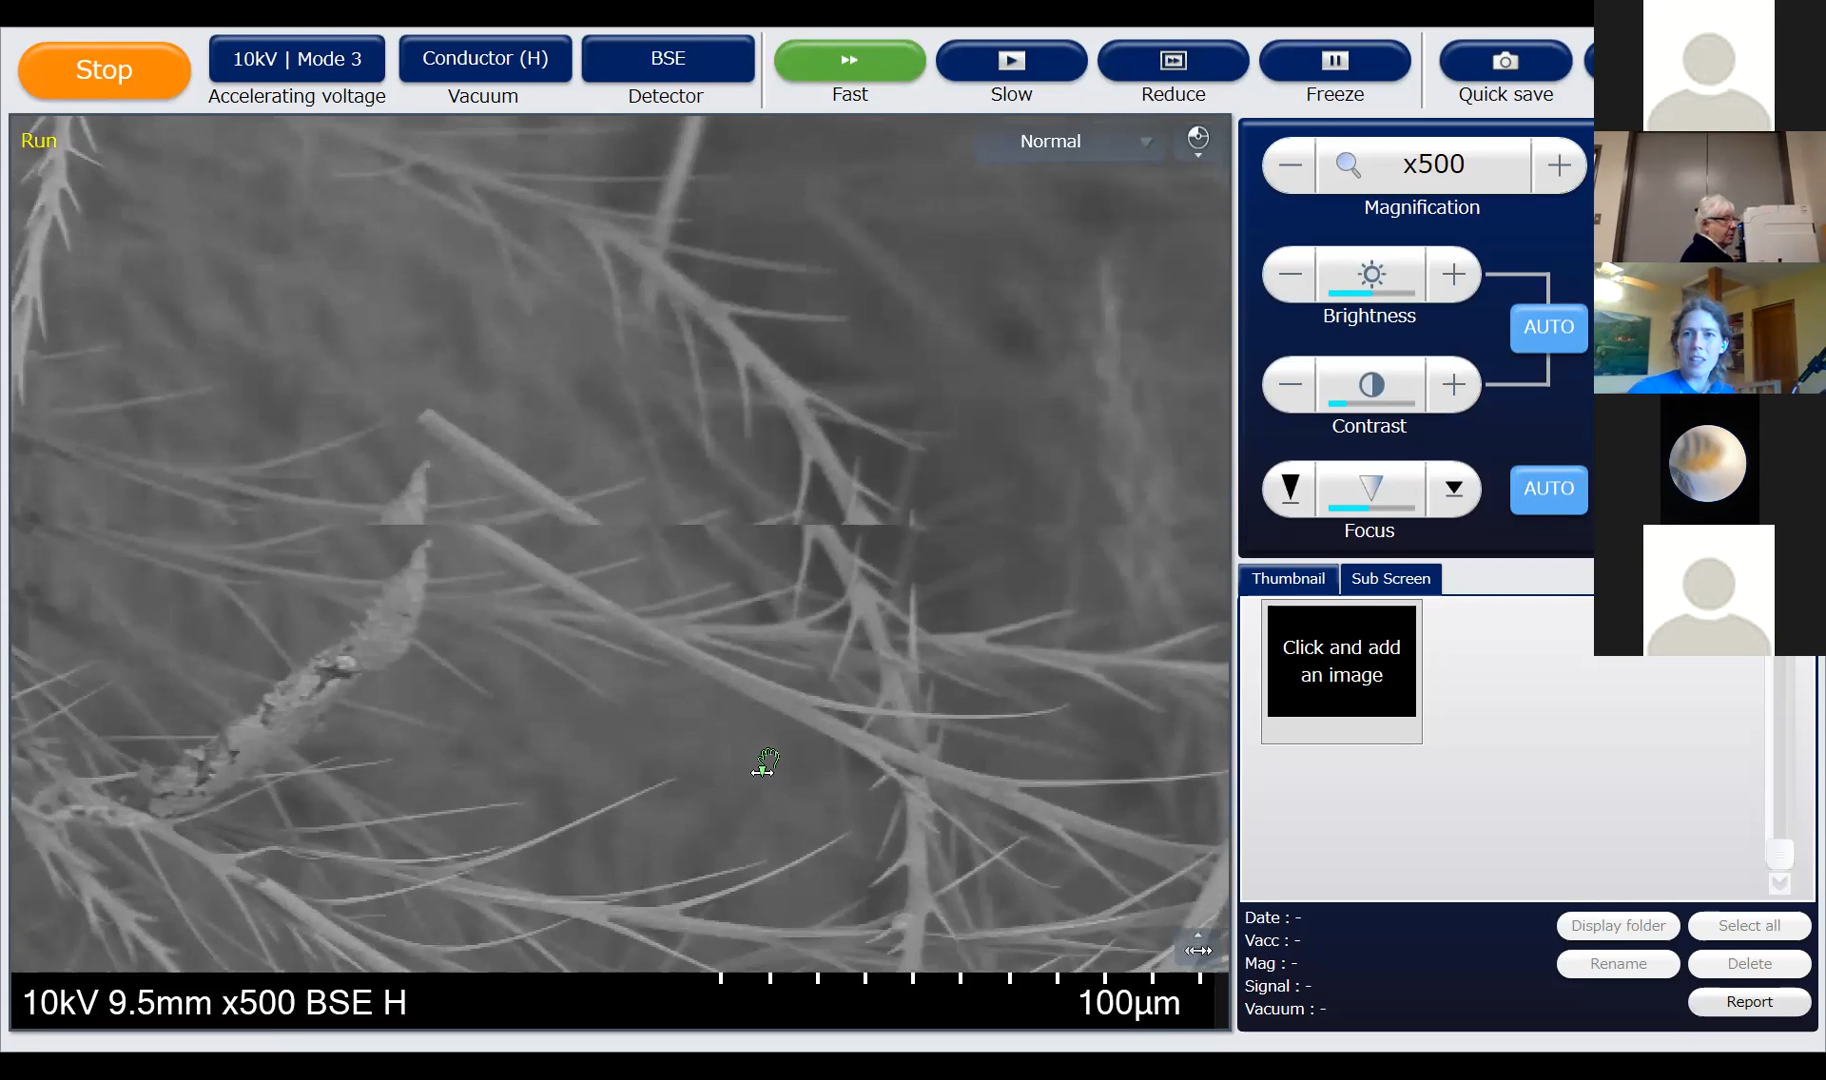 Stop
10kV | Mode 3
Accelerating voltage
Conductor (H)
Vacuum
BSE
Detector
Fast
Slow
Reduce
Freeze
Quick save
Run
Normal
x500
Magnification
Brightness
AUTO
Contrast
AUTO
Focus
Thumbnail
Sub Screen
Click and add
an image
Date : -
Vacc : -
Mag : -
Signal : -
Vacuum : -
Display folder
Select all
Rename
Delete
Report
10kV 9.5mm x500 BSE H
100μm